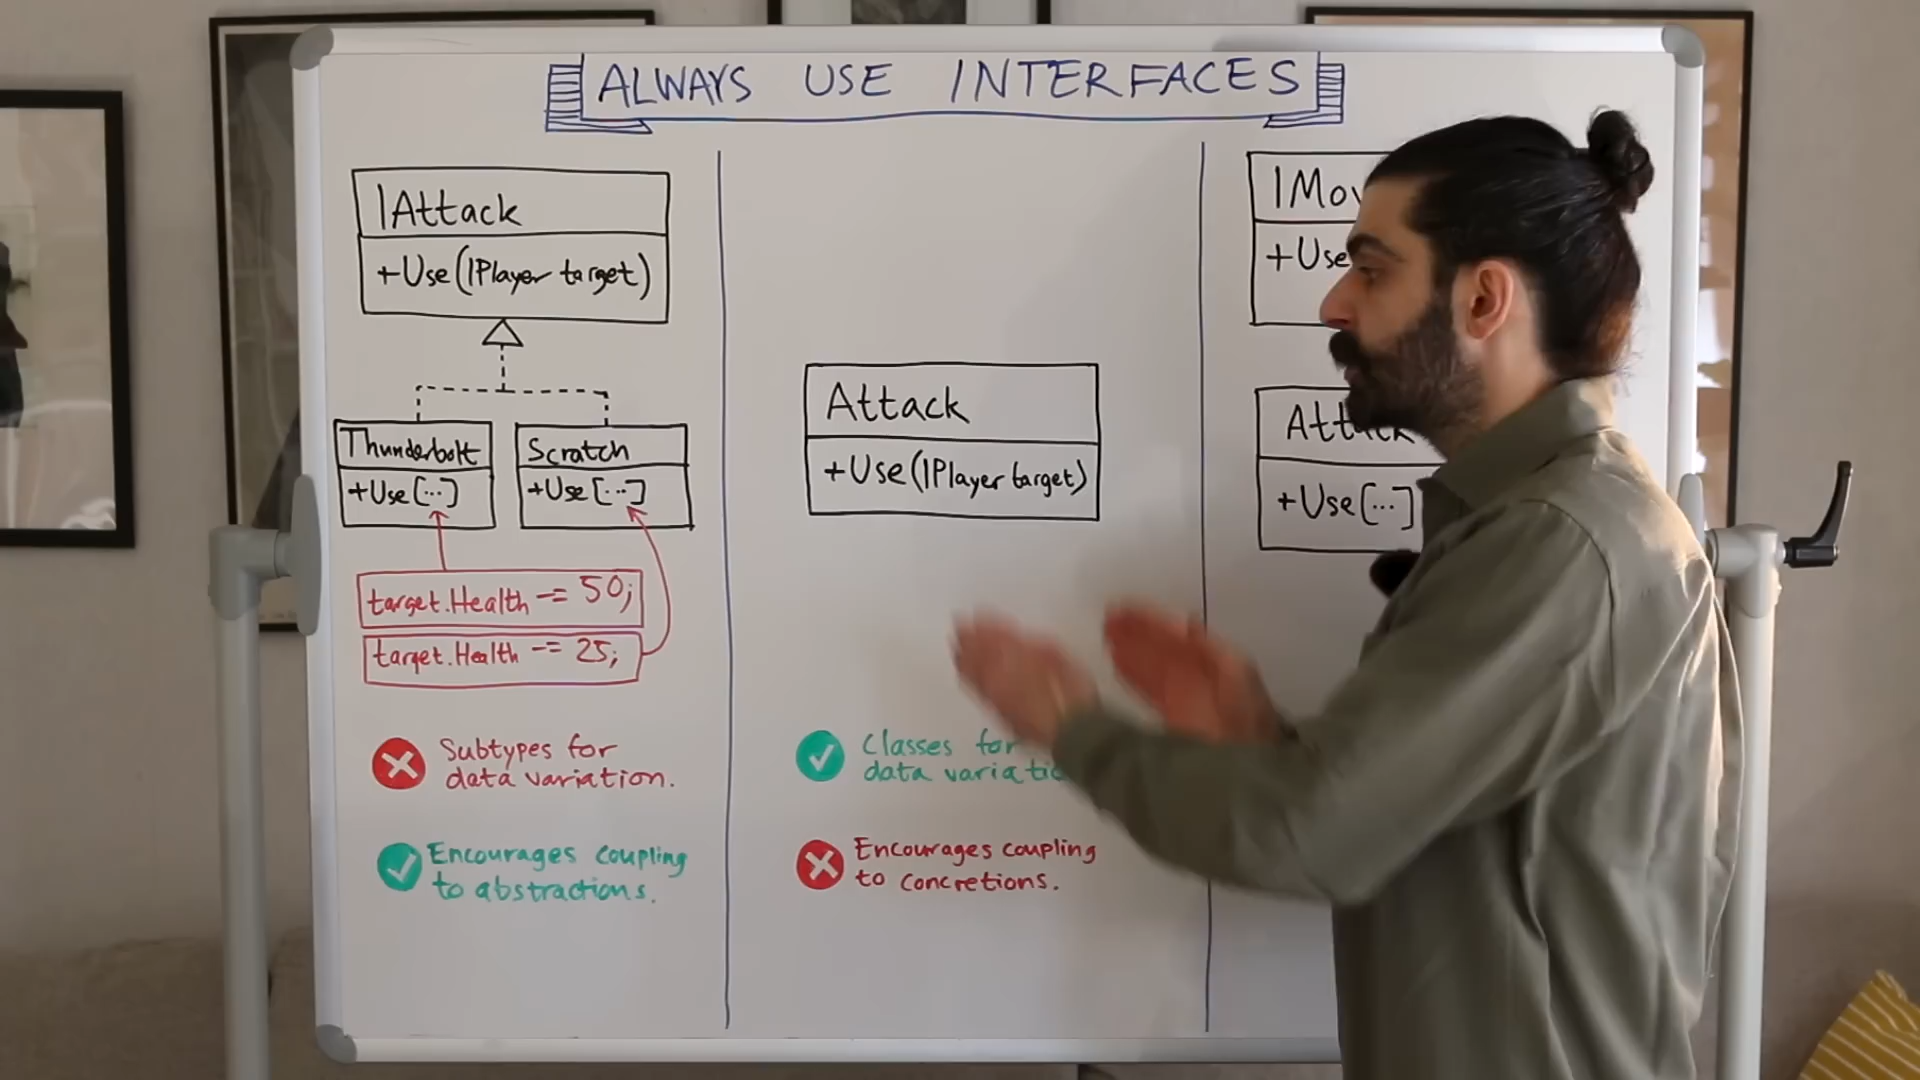 ALWAYS USE INTERFACES
IAttack
+Use(IPlayer target)
Thunderbolt
+Use[...]
Scratch
+Use[...]
target.Health -= 50;
target.Health -= 25;
Subtypes for
data variation.
Encourages coupling
to abstractions.
Attack
+Use(IPlayer target)
Classes for
data
Encourages coupling
to concretions.
+Use
Attack
+Use[...]